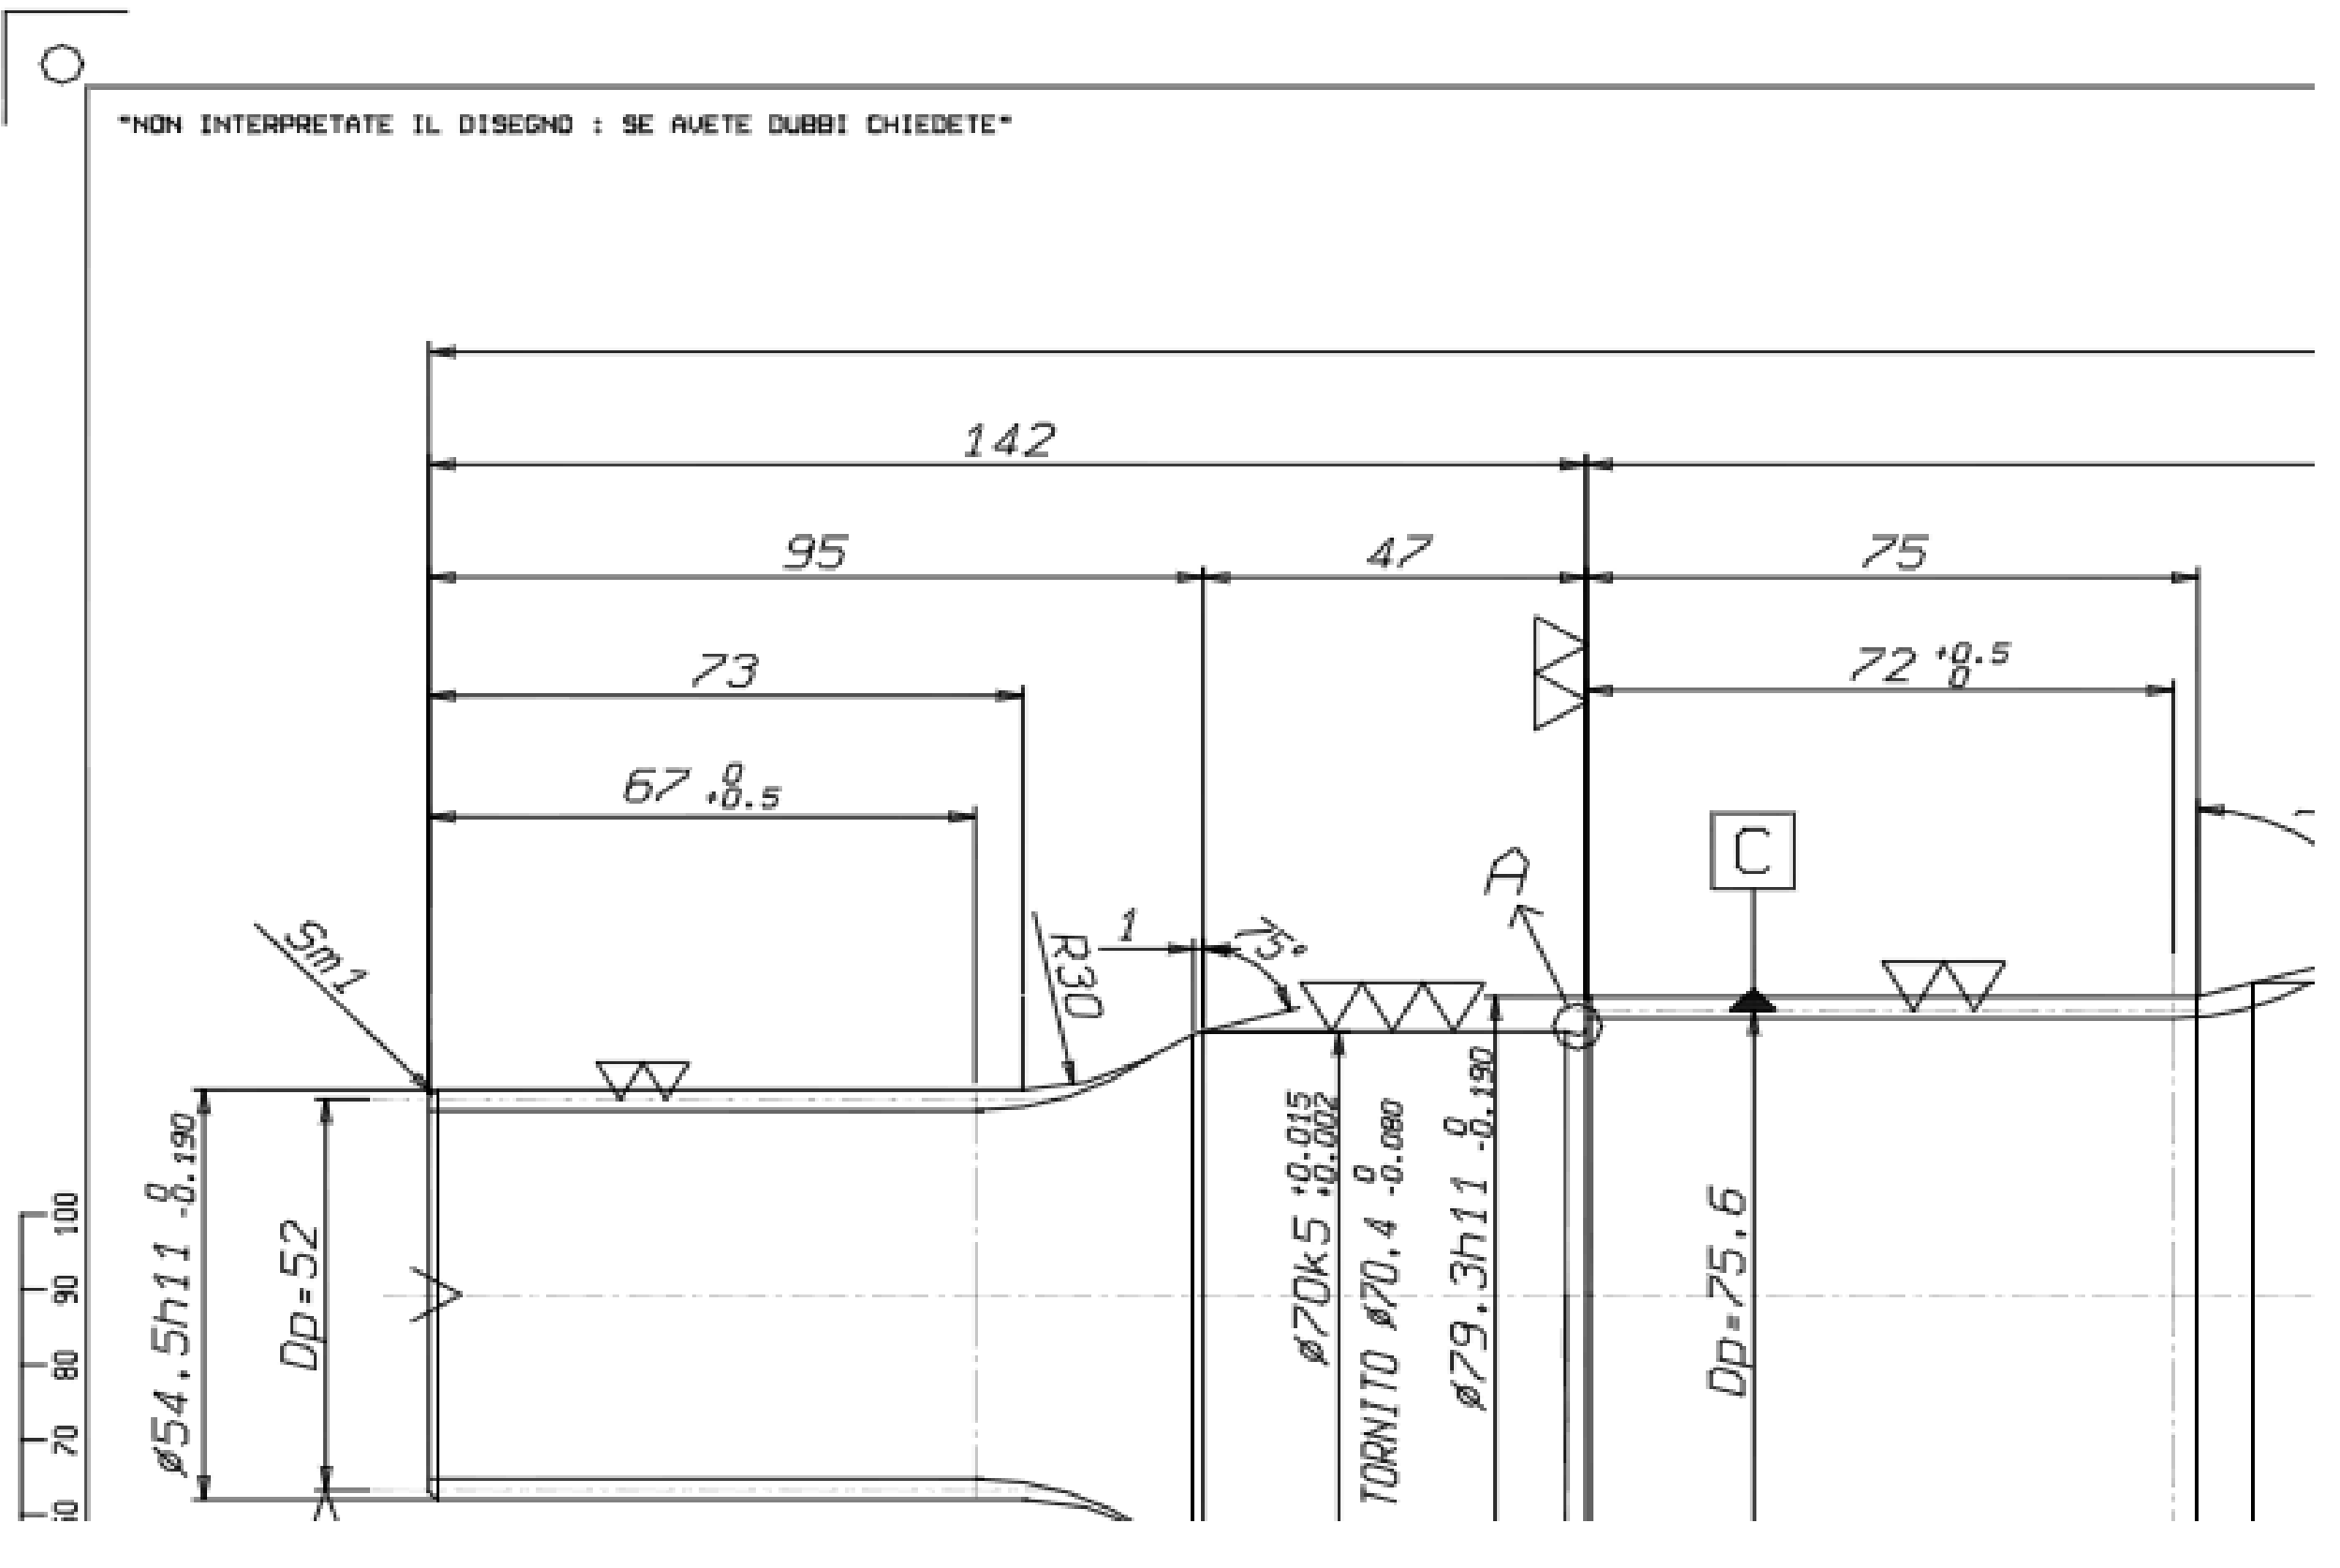 "NON INTERPRETATE IL DISEGNO : SE AVETE DUBBI CHIEDETE"
142
95
47
75
73
72 +0.5 0
67 0 +0.5
C
A
Sm1
R30
1
75°
ø54.5h11 0 -0.190
Dp=52
ø70k5 +0.015 +0.002
TORNITO ø70.4 0 -0.080
ø79.3h11 0 -0.190
Dp=75.6
100
90
80
70